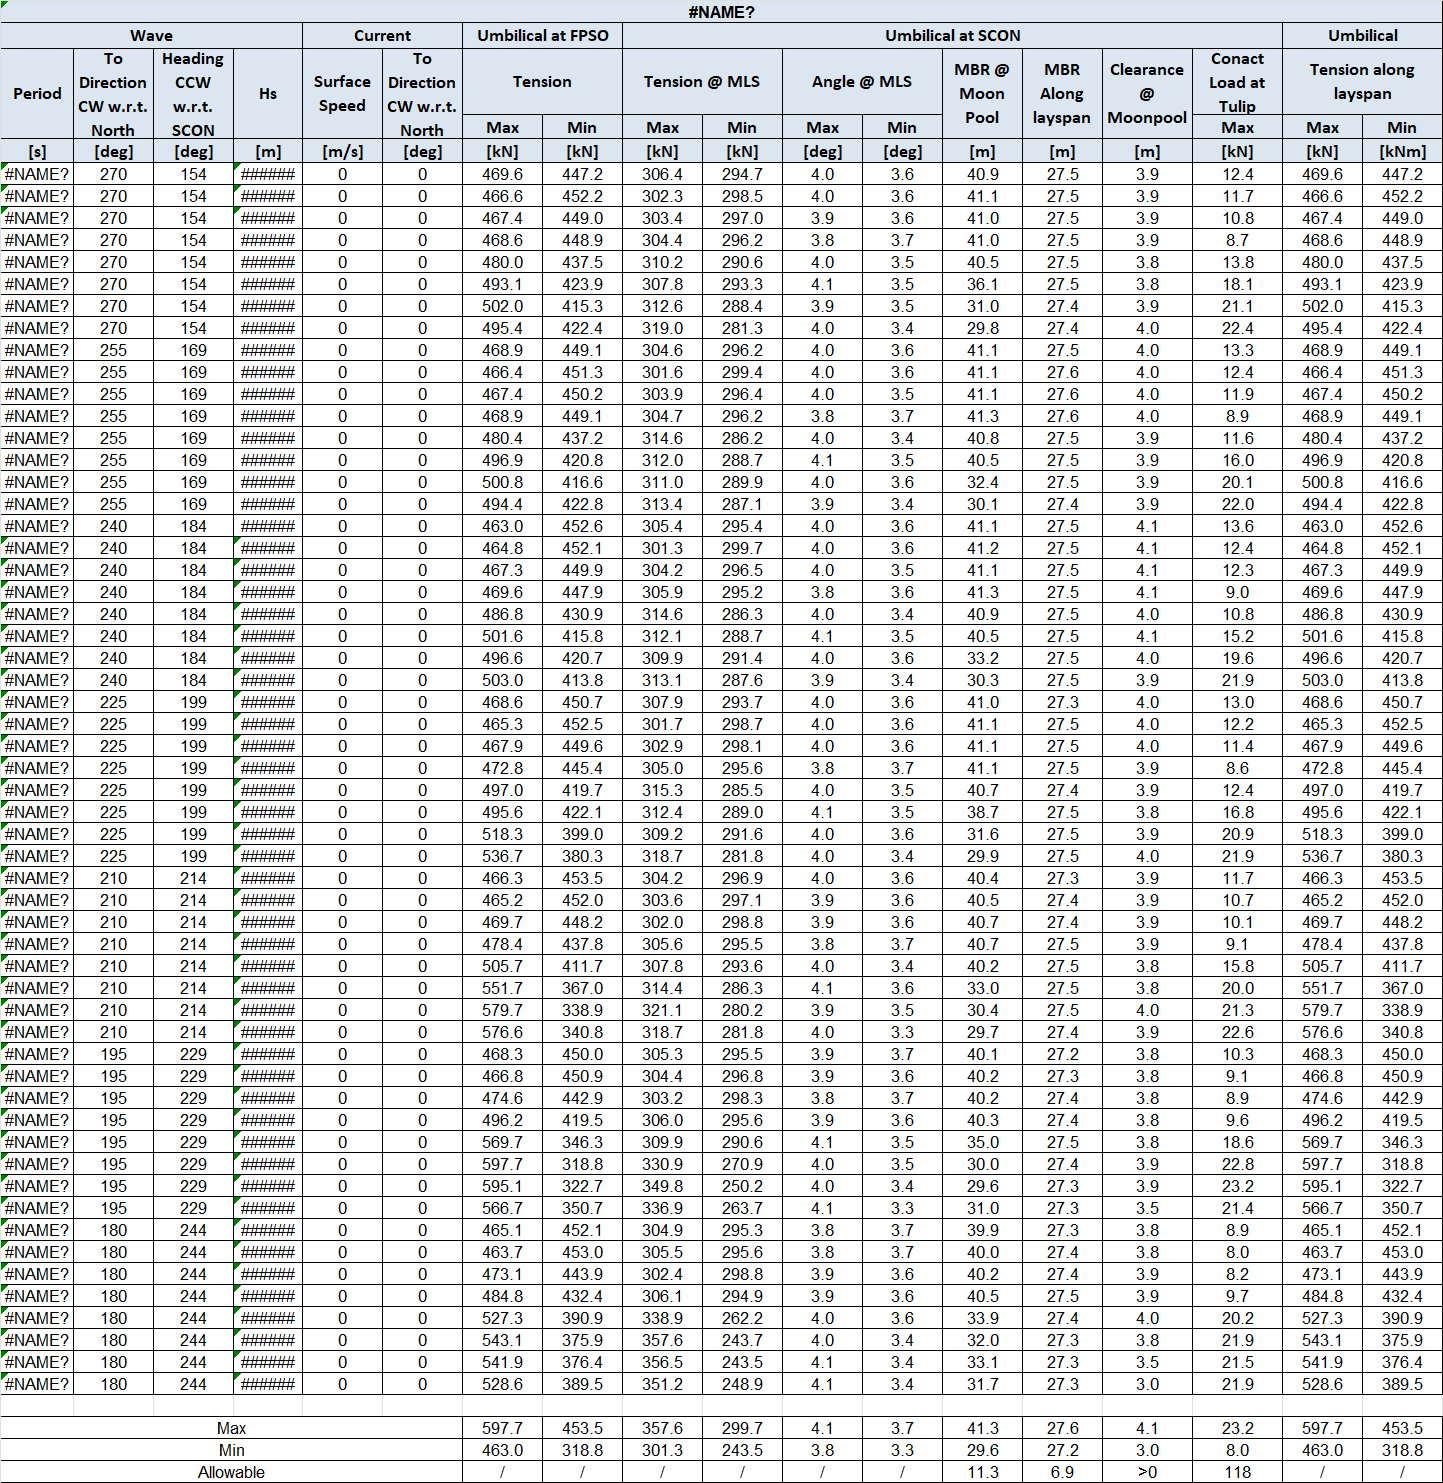 #NAME?
Wave Current Umbilical at FPSO Umbilical at SCON Umbilical
Period To Direction CW w.r.t. North Heading CCW w.r.t. SCON Hs Surface Speed To Direction CW w.r.t. North Tension Tension @ MLS Angle @ MLS MBR @ Moon Pool MBR Along layspan Clearance @ Moonpool Conact Load at Tulip Tension along layspan
Max Min Max Min Max Min Max Max Min
[s] [deg] [deg] [m] [m/s] [deg] [kN] [kN] [kN] [kN] [deg] [deg] [m] [m] [m] [kN] [kN] [kNm]
#NAME? 270 154 ###### 0 0 469.6 447.2 306.4 294.7 4.0 3.6 40.9 27.5 3.9 12.4 469.6 447.2
#NAME? 270 154 ###### 0 0 466.6 452.2 302.3 298.5 4.0 3.6 41.1 27.5 3.9 11.7 466.6 452.2
#NAME? 270 154 ###### 0 0 467.4 449.0 303.4 297.0 3.9 3.6 41.0 27.5 3.9 10.8 467.4 449.0
#NAME? 270 154 ###### 0 0 468.6 448.9 304.4 296.2 3.8 3.7 41.0 27.5 3.9 8.7 468.6 448.9
#NAME? 270 154 ###### 0 0 480.0 437.5 310.2 290.6 4.0 3.5 40.5 27.5 3.8 13.8 480.0 437.5
#NAME? 270 154 ###### 0 0 493.1 423.9 307.8 293.3 4.1 3.5 36.1 27.5 3.8 18.1 493.1 423.9
#NAME? 270 154 ###### 0 0 502.0 415.3 312.6 288.4 3.9 3.5 31.0 27.4 3.9 21.1 502.0 415.3
#NAME? 270 154 ###### 0 0 495.4 422.4 319.0 281.3 4.0 3.4 29.8 27.4 4.0 22.4 495.4 422.4
#NAME? 255 169 ###### 0 0 468.9 449.1 304.6 296.2 4.0 3.6 41.1 27.5 4.0 13.3 468.9 449.1
#NAME? 255 169 ###### 0 0 466.4 451.3 301.6 299.4 4.0 3.6 41.1 27.6 4.0 12.4 466.4 451.3
#NAME? 255 169 ###### 0 0 467.4 450.2 303.9 296.4 4.0 3.5 41.1 27.6 4.0 11.9 467.4 450.2
#NAME? 255 169 ###### 0 0 468.9 449.1 304.7 296.2 3.8 3.7 41.3 27.6 4.0 8.9 468.9 449.1
#NAME? 255 169 ###### 0 0 480.4 437.2 314.6 286.2 4.0 3.4 40.8 27.5 3.9 11.6 480.4 437.2
#NAME? 255 169 ###### 0 0 496.9 420.8 312.0 288.7 4.1 3.5 40.5 27.5 3.9 16.0 496.9 420.8
#NAME? 255 169 ###### 0 0 500.8 416.6 311.0 289.9 4.0 3.6 32.4 27.5 3.9 20.1 500.8 416.6
#NAME? 255 169 ###### 0 0 494.4 422.8 313.4 287.1 3.9 3.4 30.1 27.4 3.9 22.0 494.4 422.8
#NAME? 240 184 ###### 0 0 463.0 452.6 305.4 295.4 4.0 3.6 41.1 27.5 4.1 13.6 463.0 452.6
#NAME? 240 184 ###### 0 0 464.8 452.1 301.3 299.7 4.0 3.6 41.2 27.5 4.1 12.4 464.8 452.1
#NAME? 240 184 ###### 0 0 467.3 449.9 304.2 296.5 4.0 3.5 41.1 27.5 4.1 12.3 467.3 449.9
#NAME? 240 184 ###### 0 0 469.6 447.9 305.9 295.2 3.8 3.6 41.3 27.5 4.1 9.0 469.6 447.9
#NAME? 240 184 ###### 0 0 486.8 430.9 314.6 286.3 4.0 3.4 40.9 27.5 4.0 10.8 486.8 430.9
#NAME? 240 184 ###### 0 0 501.6 415.8 312.1 288.7 4.1 3.5 40.5 27.5 4.1 15.2 501.6 415.8
#NAME? 240 184 ###### 0 0 496.6 420.7 309.9 291.4 4.0 3.6 33.2 27.5 4.0 19.6 496.6 420.7
#NAME? 240 184 ###### 0 0 503.0 413.8 313.1 287.6 3.9 3.4 30.3 27.5 4.0 21.9 503.0 413.8
#NAME? 225 199 ###### 0 0 468.6 450.7 307.9 293.7 4.0 3.6 41.0 27.3 4.0 13.0 468.6 450.7
#NAME? 225 199 ###### 0 0 465.3 452.5 301.7 298.7 4.0 3.6 41.1 27.5 4.0 12.2 465.3 452.5
#NAME? 225 199 ###### 0 0 467.9 449.6 302.9 298.1 4.0 3.6 41.1 27.5 4.0 11.4 467.9 449.6
#NAME? 225 199 ###### 0 0 472.8 445.4 305.0 295.6 3.8 3.7 41.1 27.5 3.9 8.6 472.8 445.4
#NAME? 225 199 ###### 0 0 497.0 419.7 315.3 285.5 4.0 3.5 40.7 27.4 3.9 12.4 497.0 419.7
#NAME? 225 199 ###### 0 0 495.6 422.1 312.4 289.0 4.1 3.5 38.7 27.5 3.8 16.8 495.6 422.1
#NAME? 225 199 ###### 0 0 518.3 399.0 309.2 291.6 4.0 3.6 31.6 27.5 3.9 20.9 518.3 399.0
#NAME? 225 199 ###### 0 0 536.7 380.3 318.7 281.8 4.0 3.4 29.9 27.5 4.0 21.9 536.7 380.3
#NAME? 210 214 ###### 0 0 466.3 453.5 304.2 296.9 4.0 3.6 40.4 27.3 3.9 11.7 466.3 453.5
#NAME? 210 214 ###### 0 0 465.2 452.0 303.6 297.1 3.9 3.6 40.5 27.4 3.9 10.7 465.2 452.0
#NAME? 210 214 ###### 0 0 469.7 448.2 302.0 298.8 3.9 3.6 40.7 27.4 3.9 10.1 469.7 448.2
#NAME? 210 214 ###### 0 0 478.4 437.8 305.6 295.5 3.8 3.7 40.7 27.5 3.9 9.1 478.4 437.8
#NAME? 210 214 ###### 0 0 505.7 411.7 307.8 293.6 4.0 3.4 40.2 27.5 3.8 15.8 505.7 411.7
#NAME? 210 214 ###### 0 0 551.7 367.0 314.4 286.3 4.1 3.6 33.0 27.5 3.8 20.0 551.7 367.0
#NAME? 210 214 ###### 0 0 579.7 338.9 321.1 280.2 3.9 3.5 30.4 27.5 4.0 21.3 579.7 338.9
#NAME? 210 214 ###### 0 0 576.6 340.8 318.7 281.8 4.0 3.3 29.7 27.4 3.9 22.6 576.6 340.8
#NAME? 195 229 ###### 0 0 468.3 450.0 305.3 295.5 3.9 3.7 40.1 27.2 3.8 10.3 468.3 450.0
#NAME? 195 229 ###### 0 0 466.8 450.9 304.4 296.8 3.9 3.6 40.2 27.3 3.8 9.1 466.8 450.9
#NAME? 195 229 ###### 0 0 474.6 442.9 303.2 298.3 3.8 3.7 40.2 27.4 3.8 8.9 474.6 442.9
#NAME? 195 229 ###### 0 0 496.2 419.5 306.0 295.6 3.9 3.6 40.3 27.4 3.8 9.6 496.2 419.5
#NAME? 195 229 ###### 0 0 569.7 346.3 309.9 290.6 4.1 3.5 35.0 27.5 3.8 18.6 569.7 346.3
#NAME? 195 229 ###### 0 0 597.7 318.8 330.9 270.9 4.0 3.5 30.0 27.4 3.9 22.8 597.7 318.8
#NAME? 195 229 ###### 0 0 595.1 322.7 349.8 250.2 4.0 3.4 29.6 27.3 3.9 23.2 595.1 322.7
#NAME? 195 229 ###### 0 0 566.7 350.7 336.9 263.7 4.1 3.3 31.0 27.3 3.5 21.4 566.7 350.7
#NAME? 180 244 ###### 0 0 465.1 452.1 304.9 295.3 3.8 3.7 39.9 27.3 3.8 8.9 465.1 452.1
#NAME? 180 244 ###### 0 0 463.7 453.0 305.5 295.6 3.8 3.7 40.0 27.4 3.8 8.0 463.7 453.0
#NAME? 180 244 ###### 0 0 473.1 443.9 302.4 298.8 3.9 3.6 40.2 27.4 3.9 8.2 473.1 443.9
#NAME? 180 244 ###### 0 0 484.8 432.4 306.1 294.9 3.9 3.6 40.5 27.5 3.9 9.7 484.8 432.4
#NAME? 180 244 ###### 0 0 527.3 390.9 338.9 262.2 4.0 3.6 33.9 27.4 4.0 20.2 527.3 390.9
#NAME? 180 244 ###### 0 0 543.1 375.9 357.6 243.7 4.0 3.4 32.0 27.3 3.8 21.9 543.1 375.9
#NAME? 180 244 ###### 0 0 541.9 376.4 356.5 243.5 4.1 3.4 33.1 27.3 3.5 21.5 541.9 376.4
#NAME? 180 244 ###### 0 0 528.6 389.5 351.2 248.9 4.1 3.4 31.7 27.3 3.0 21.9 528.6 389.5
Max 597.7 453.5 357.6 299.7 4.1 3.7 41.3 27.6 4.1 23.2 597.7 453.5
Min 463.0 318.8 301.3 243.5 3.8 3.3 29.6 27.2 3.0 8.0 463.0 318.8
Allowable / / / / / / 11.3 6.9 >0 118 / /